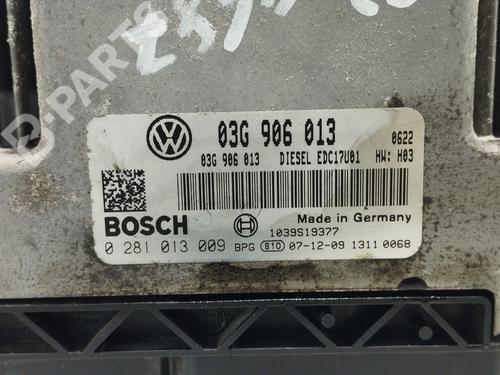 B-PARTS
03G 906 013
0622
03G 906 013 DIESEL EDC17U01 HW: H03
BOSCH
Made in Germany
1039S19377
0 281 013 009 BPG 810 07-12-09 1311 0068